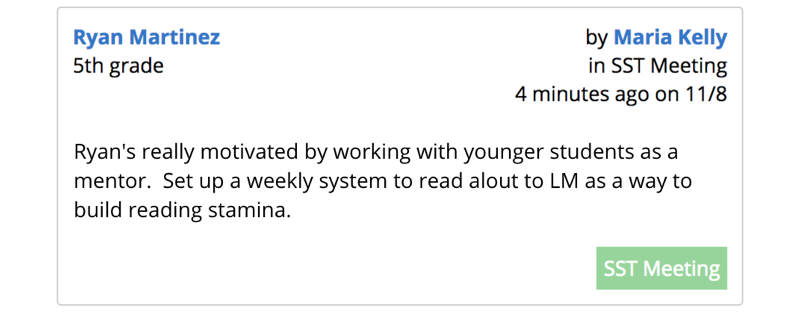 Ryan Martinez
5th grade
by Maria Kelly
in SST Meeting
4 minutes ago on 11/8
Ryan's really motivated by working with younger students as a
mentor.  Set up a weekly system to read alout to LM as a way to
build reading stamina.
SST Meeting